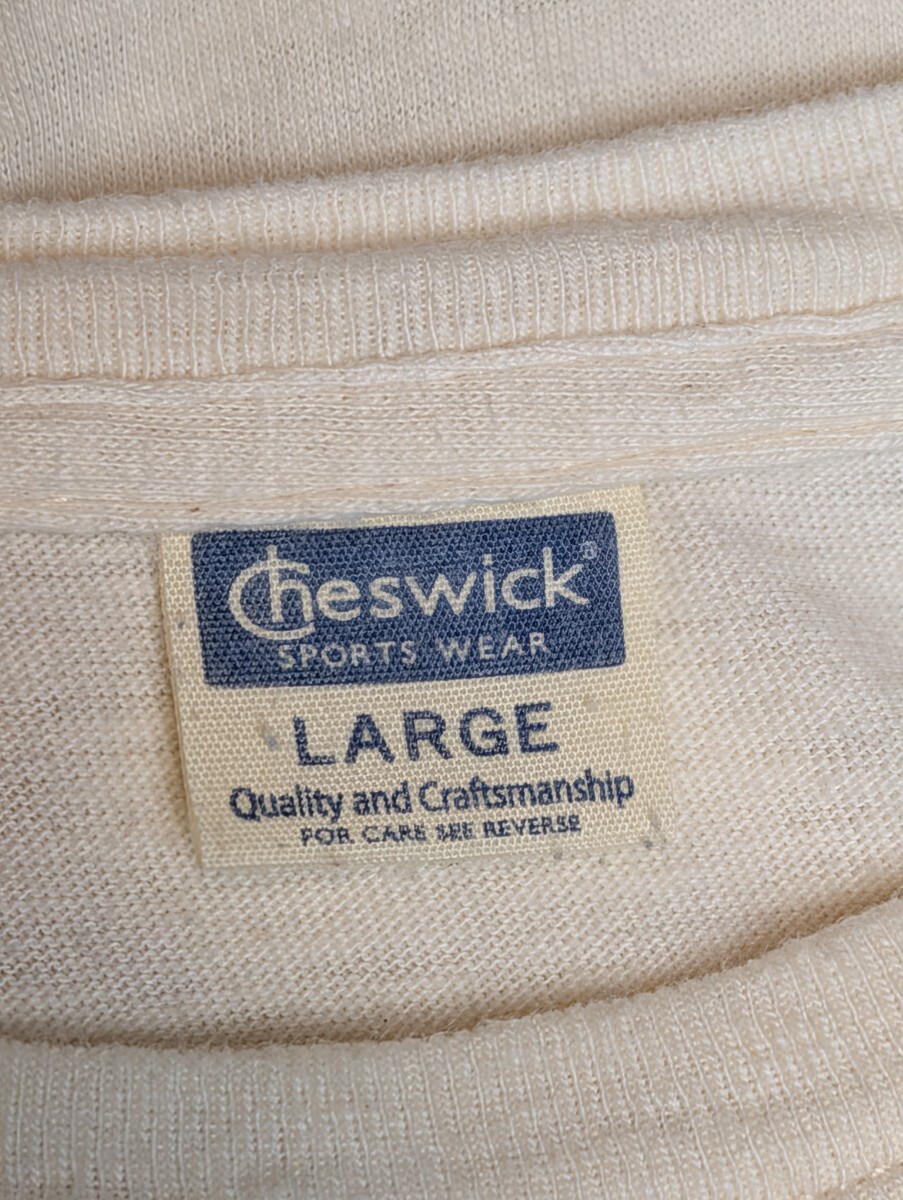 Cheswick®
SPORTS WEAR
LARGE
Quality and Craftsmanship
FOR CARE SEE REVERSE